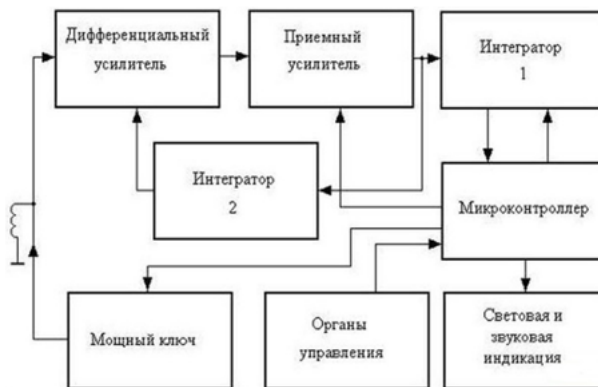 Дифференциальный
усилитель
Приемный
усилитель
Интегратор
1
Интегратор
2
Микроконтроллер
Мощный ключ
Органы
управления
Световая и
звуковая
индикация